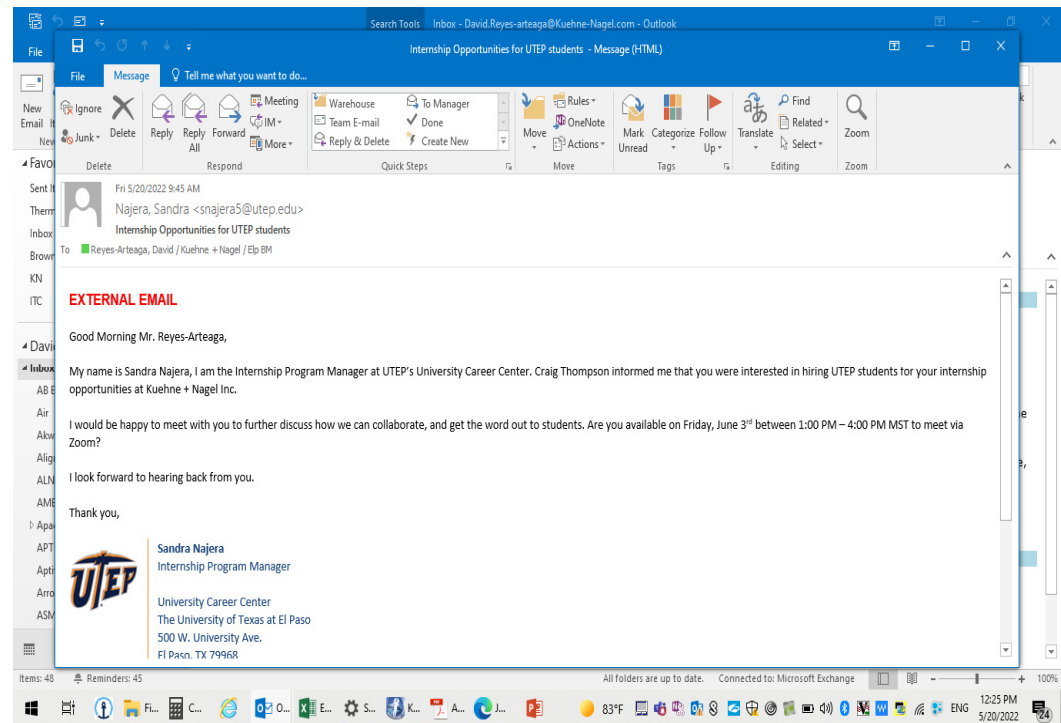 Search Tools Inbox - David.Reyes-arteaga@Kuehne-Nagel.com - Outlook
File
Internship Opportunities for UTEP students - Message (HTML)
File Message Tell me what you want to do...
New
Email
New
Ignore
Junk
Delete
Reply
Reply
All
Forward
Meeting
IM
More
Warehouse
Team E-mail
Reply & Delete
To Manager
Done
Create New
Move
Rules
OneNote
Actions
Mark
Unread
Categorize
Follow
Up
Translate
Find
Related
Select
Zoom
Delete Respond Quick Steps Move Tags Editing Zoom
Favo
Sent It
Therm
Inbox
Brown
KN
ITC
Davi
Inbox
AB E
Air
Akw
Alig
ALN
AME
Apa
APT
Apti
Arro
ASM
Fri 5/20/2022 9:45 AM
Najera, Sandra <snajera5@utep.edu>
Internship Opportunities for UTEP students
To Reyes-Arteaga, David / Kuehne + Nagel / Elp BM
EXTERNAL EMAIL
Good Morning Mr. Reyes-Arteaga,
My name is Sandra Najera, I am the Internship Program Manager at UTEP's University Career Center. Craig Thompson informed me that you were interested in hiring UTEP students for your internship
opportunities at Kuehne + Nagel Inc.
I would be happy to meet with you to further discuss how we can collaborate, and get the word out to students. Are you available on Friday, June 3rd between 1:00 PM – 4:00 PM MST to meet via
Zoom?
I look forward to hearing back from you.
Thank you,
UTEP
Sandra Najera
Internship Program Manager
University Career Center
The University of Texas at El Paso
500 W. University Ave.
El Paso, TX 79968
Items: 48 Reminders: 45 All folders are up to date. Connected to: Microsoft Exchange 100%
Fi... C... O... E... S... K... A... J... 83°F ENG 12:25 PM
5/20/2022 24